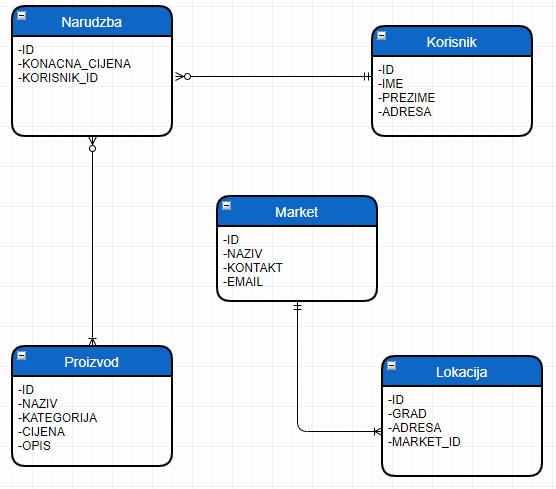 Narudzba
-ID
-KONACNA_CIJENA
-KORISNIK_ID
Korisnik
-ID
-IME
-PREZIME
-ADRESA
Market
-ID
-NAZIV
-KONTAKT
-EMAIL
Proizvod
-ID
-NAZIV
-KATEGORIJA
-CIJENA
-OPIS
Lokacija
-ID
-GRAD
-ADRESA
-MARKET_ID